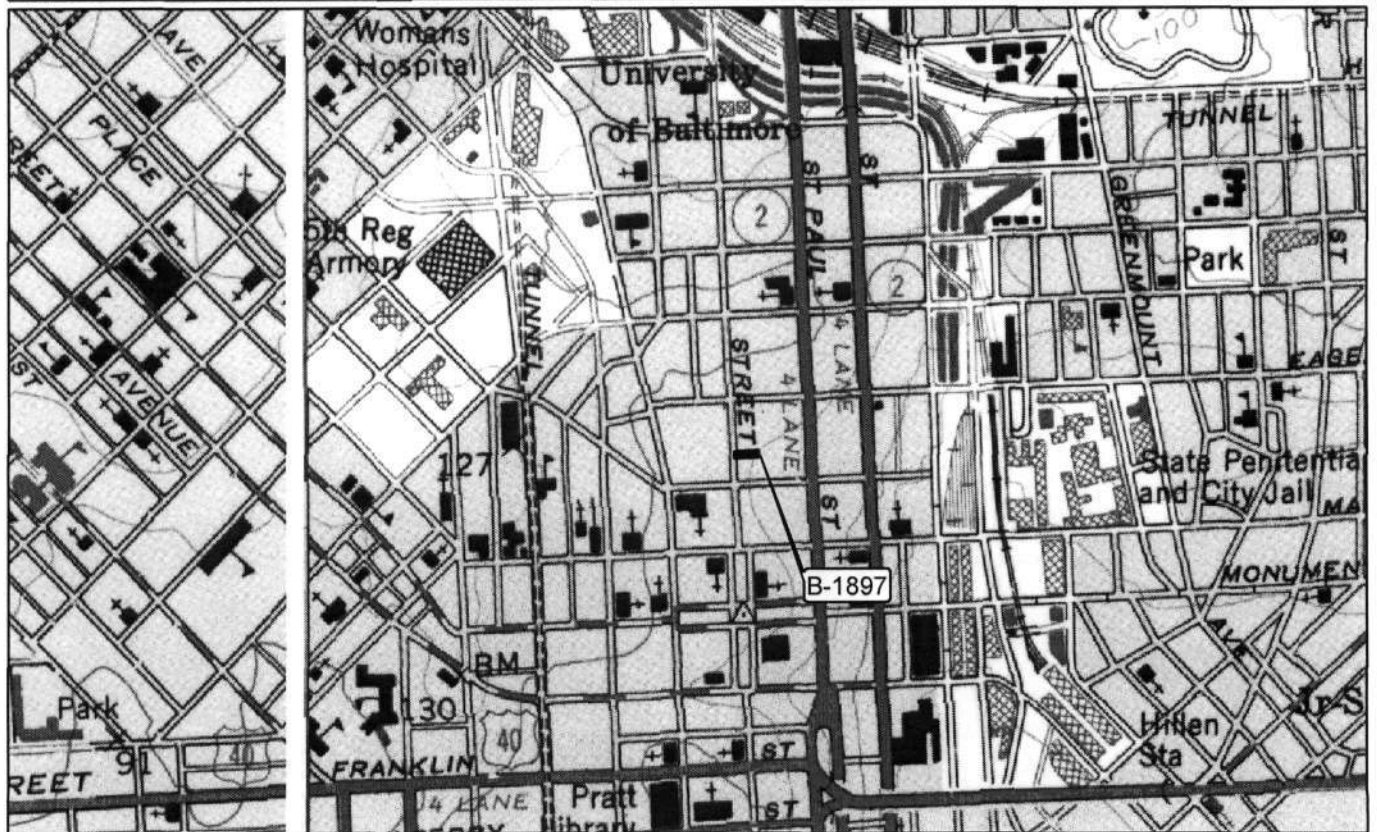 AVE
PLACE
REET
ST
AVENUE
Park
91
40
REET
Womans
Hospital
University
of Baltimore
5th Reg
Armory
TUNNEL
127
BM
130
40
FRANKLIN
4 LANE
Pratt
library
ST
ST
STREET
4 LANE
ST PAUL
ST
4 LANE
ST
2
2
B-1897
100
TUNNEL
GREENMOUNT
Park
ST
EAGE
State Penitentia
and City Jail
MA
MONUMEN
AVE
Hillen
Sta
Jr-S